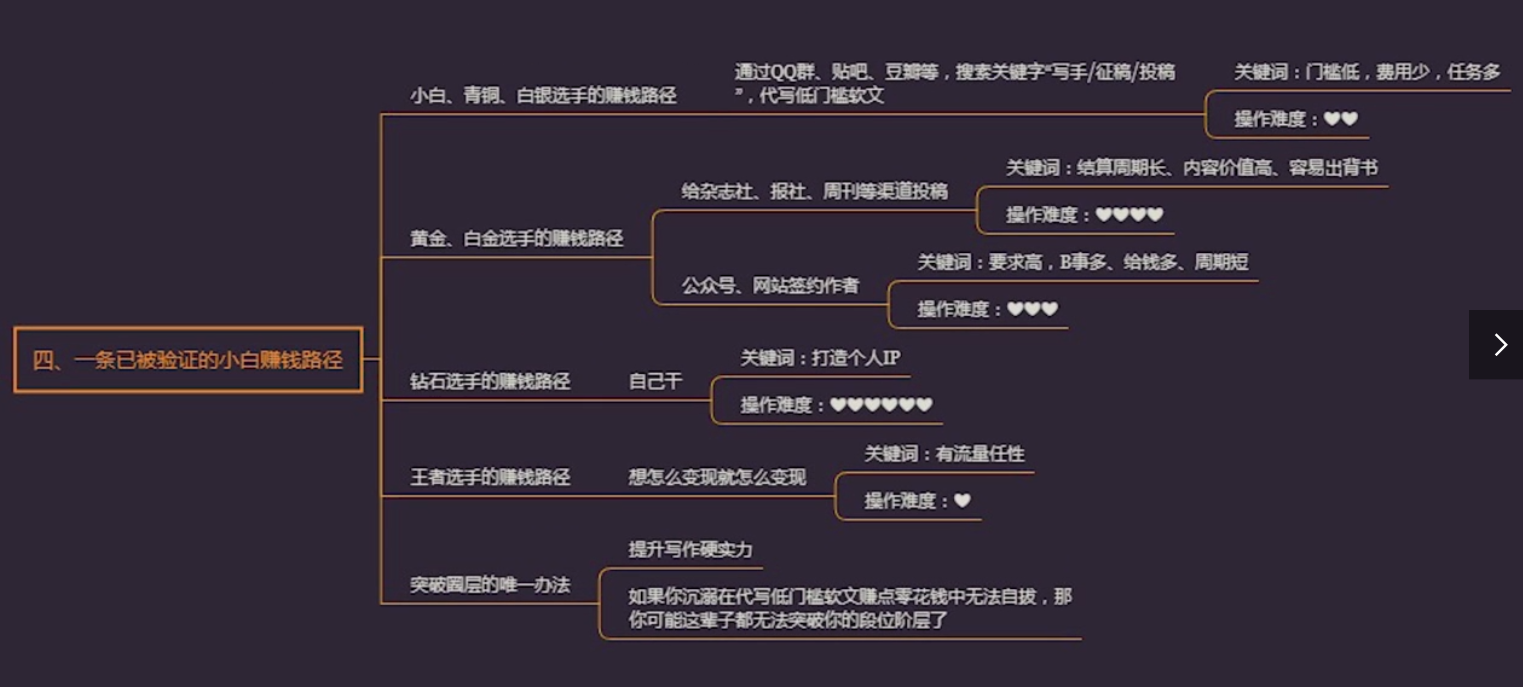 四、一条已被验证的小白赚钱路径
小白、青铜、白银选手的赚钱路径
通过QQ群、贴吧、豆瓣等，搜索关键字“写手/征稿/投稿
”，代写低门槛软文
关键词：门槛低，费用少，任务多
操作难度：♥♥
黄金、白金选手的赚钱路径
给杂志社、报社、周刊等渠道投稿
关键词：结算周期长、内容价值高、容易出背书
操作难度：♥♥♥♥
公众号、网站签约作者
关键词：要求高，B事多、给钱多、周期短
操作难度：♥♥♥
钻石选手的赚钱路径
自己干
关键词：打造个人IP
操作难度：♥♥♥♥♥♥
王者选手的赚钱路径
想怎么变现就怎么变现
关键词：有流量任性
操作难度：♥
突破圈层的唯一办法
提升写作硬实力
如果你沉溺在代写低门槛软文赚点零花钱中无法自拔，那
你可能这辈子都无法突破你的段位阶层了